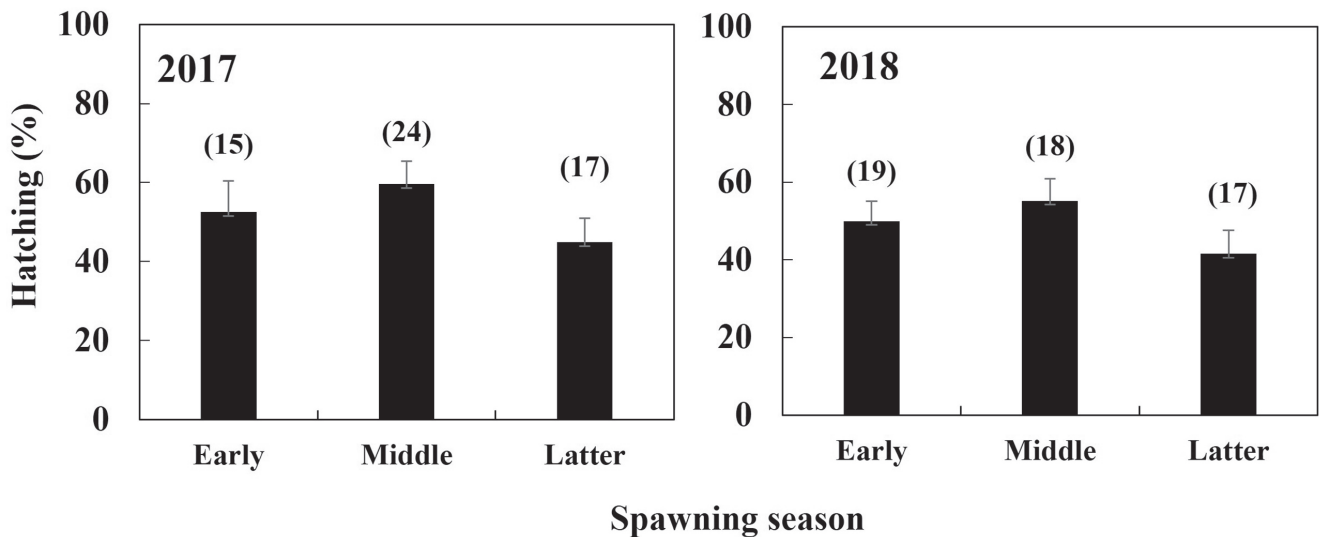 Hatching (%)
100
80
60
40
20
0
2017
(15)
(24)
(17)
Early
Middle
Latter
100
80
60
40
20
0
2018
(19)
(18)
(17)
Early
Middle
Latter
Spawning season